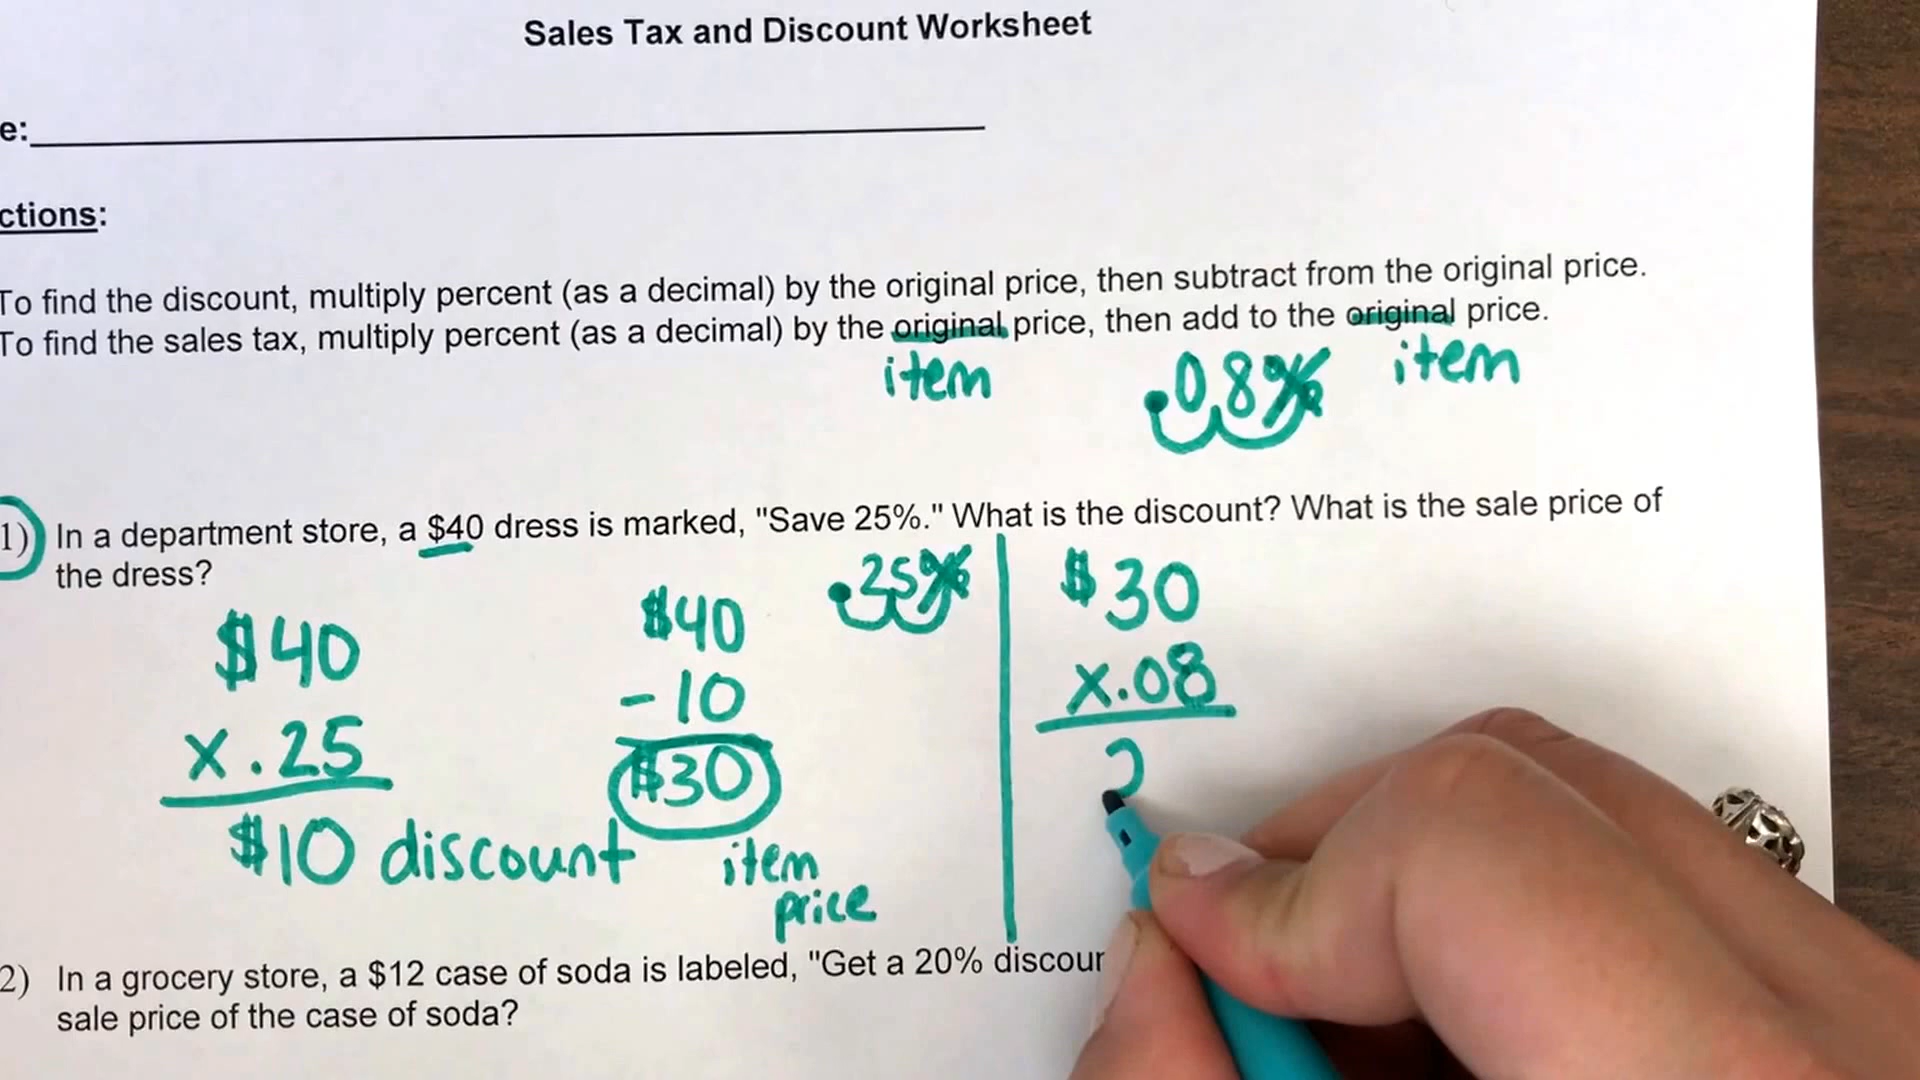 Sales Tax and Discount Worksheet
e:
ctions:
To find the discount, multiply percent (as a decimal) by the original price, then subtract from the original price.
To find the sales tax, multiply percent (as a decimal) by the original price, then add to the original price.
item
.08%
item
1) In a department store, a $40 dress is marked, "Save 25%." What is the discount? What is the sale price of
the dress?
$40
x.25
$10 discount
$40
-10
$30
item
price
.25%
$30
x.08
2) In a grocery store, a $12 case of soda is labeled, "Get a 20% discour
sale price of the case of soda?